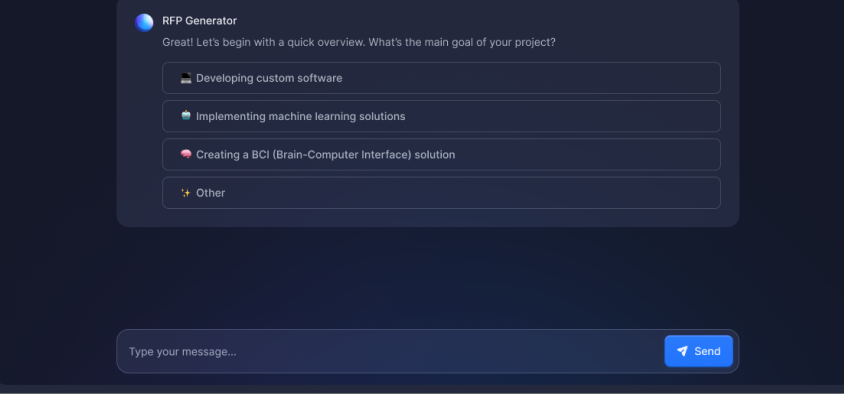 RFP Generator
Great! Let's begin with a quick overview. What's the main goal of your project?
Developing custom software
Implementing machine learning solutions
Creating a BCI (Brain-Computer Interface) solution
Other
Type your message...
Send